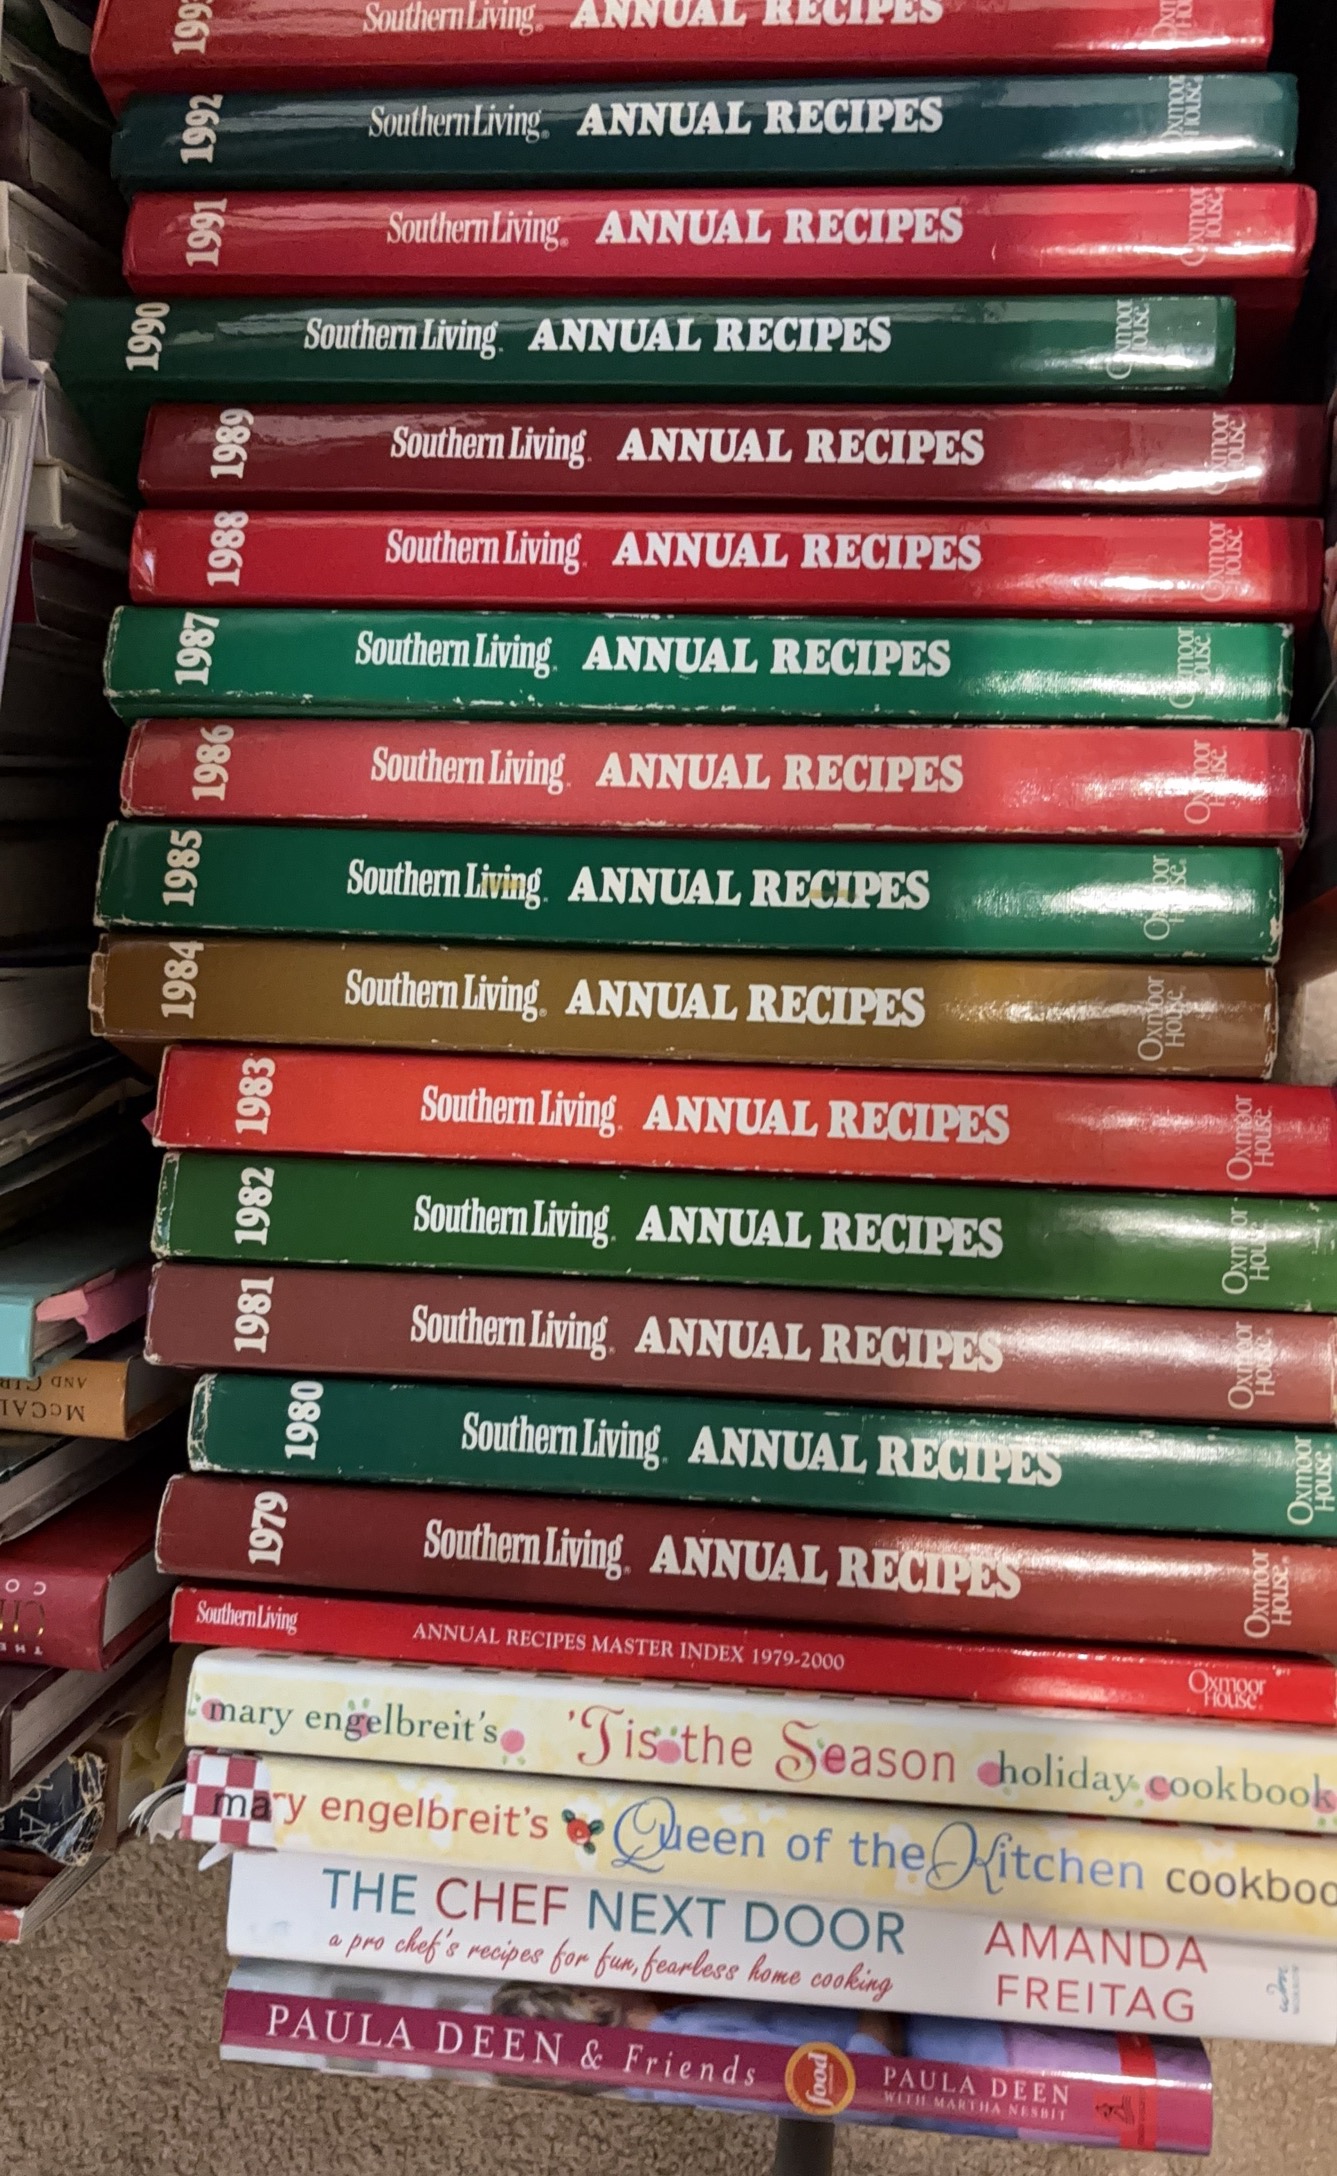 Southern Living ANNUAL RECIPES
1992 Southern Living ANNUAL RECIPES Oxmoor House
1991 Southern Living ANNUAL RECIPES Oxmoor House
1990 Southern Living ANNUAL RECIPES Oxmoor House
1989 Southern Living ANNUAL RECIPES Oxmoor House
1988 Southern Living ANNUAL RECIPES Oxmoor House
1987 Southern Living ANNUAL RECIPES Oxmoor House
1986 Southern Living ANNUAL RECIPES Oxmoor House
1985 Southern Living ANNUAL RECIPES Oxmoor House
1984 Southern Living ANNUAL RECIPES Oxmoor House
1983 Southern Living ANNUAL RECIPES Oxmoor House
1982 Southern Living ANNUAL RECIPES Oxmoor House
1981 Southern Living ANNUAL RECIPES Oxmoor House
1980 Southern Living ANNUAL RECIPES Oxmoor House
1979 Southern Living ANNUAL RECIPES Oxmoor House
Southern Living ANNUAL RECIPES MASTER INDEX 1979-2000 Oxmoor House
mary engelbreit's 'Tis the Season holiday cookbook
mary engelbreit's Queen of the Kitchen cookboo
THE CHEF NEXT DOOR
a pro chef's recipes for fun, fearless home cooking
AMANDA
FREITAG
PAULA DEEN & Friends food PAULA DEEN
WITH MARTHA NESBIT